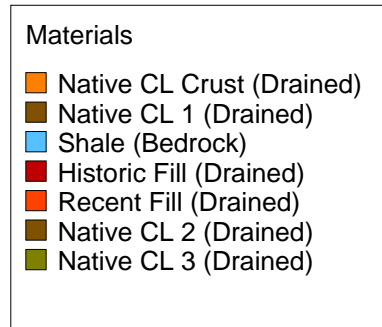 Materials
Native CL Crust (Drained)
Native CL 1 (Drained)
Shale (Bedrock)
Historic Fill (Drained)
Recent Fill (Drained)
Native CL 2 (Drained)
Native CL 3 (Drained)